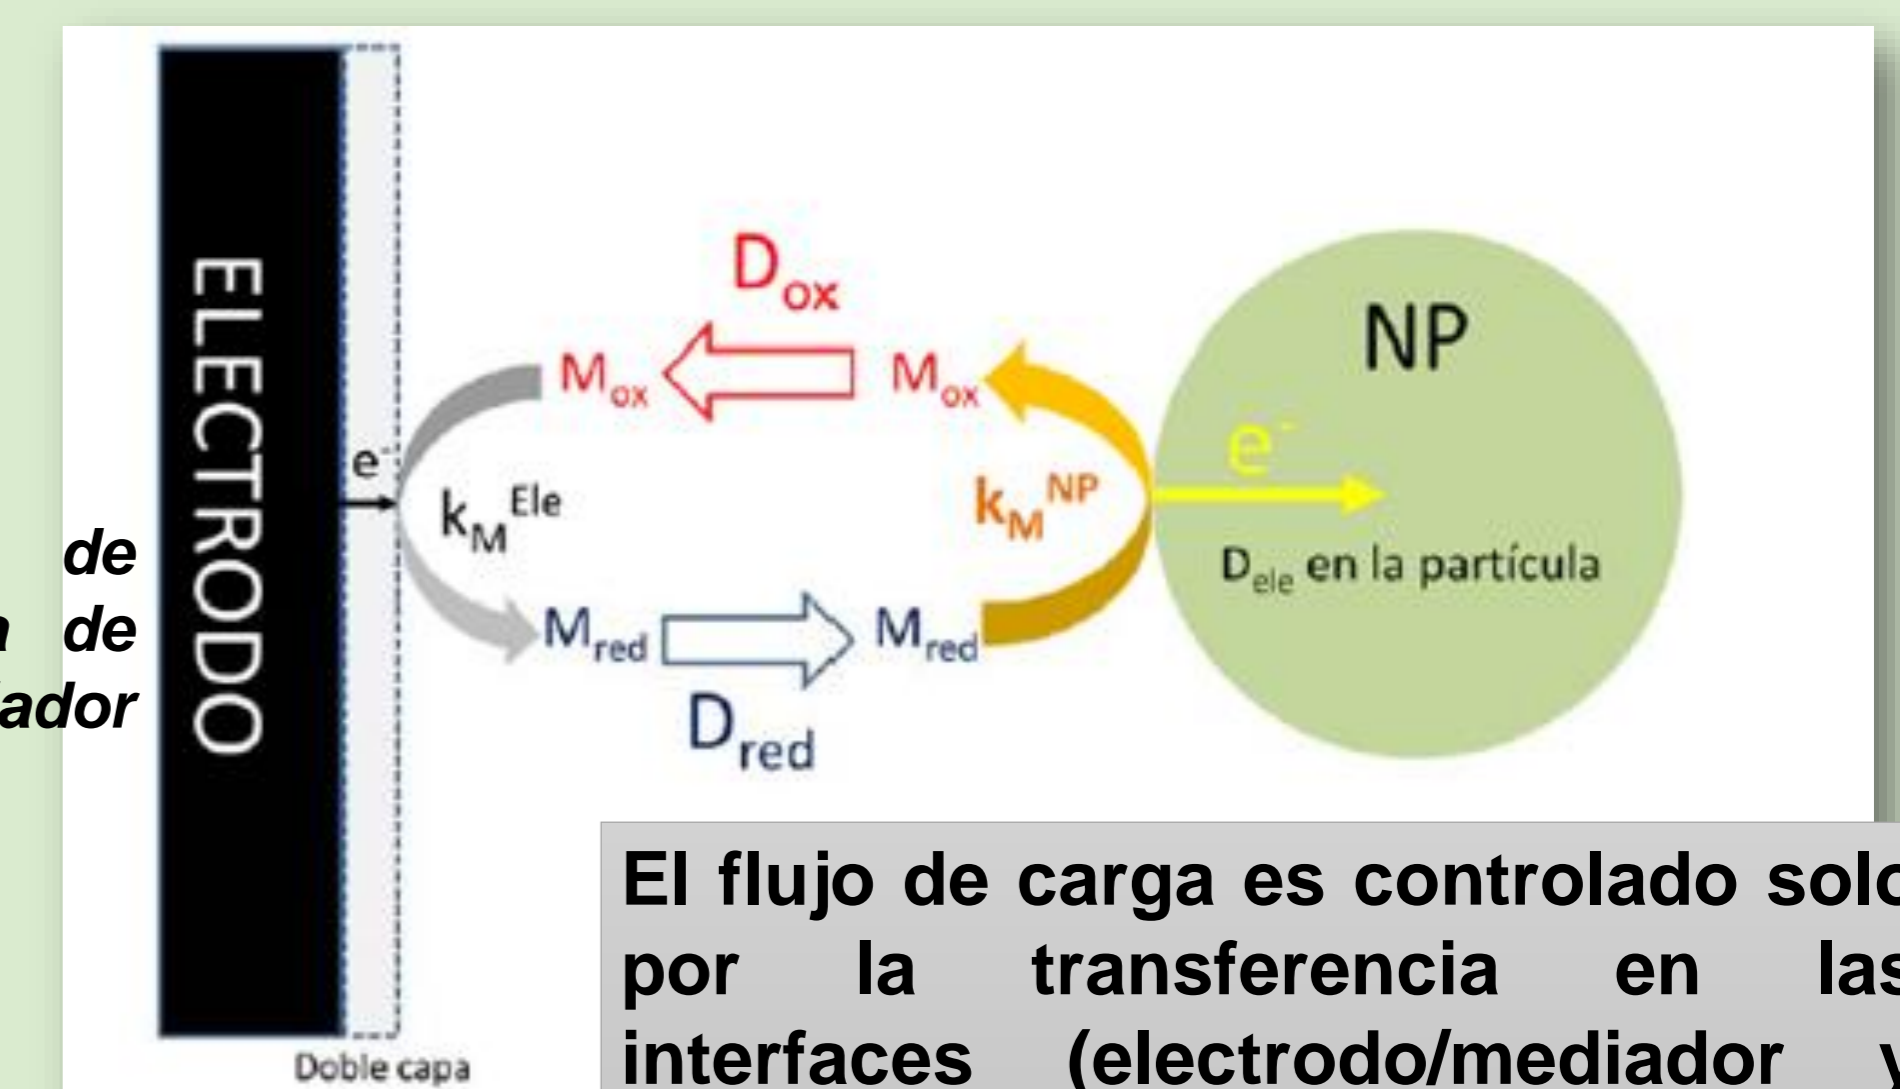 ELECTRODO
de
de
e-
k_M^Ele
D_ox
M_ox
M_ox
M_red
M_red
D_red
k_M^NP
NP
e-
D_ele en la partícula
Doble capa
El flujo de carga es controlado solo
por la transferencia en las
interfaces (electrodo/mediador y